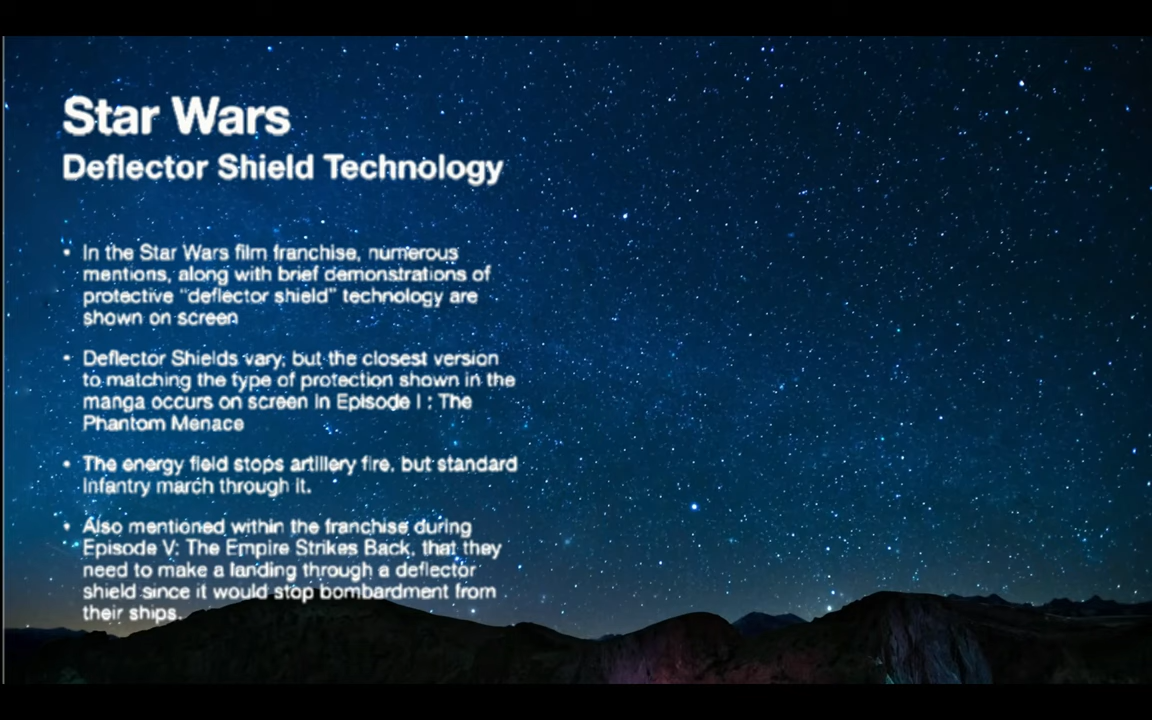 Star Wars
Deflector Shield Technology
• In the Star Wars film franchise, numerous
mentions, along with brief demonstrations of
protective "deflector shield" technology are
shown on screen
• Deflector Shields vary, but the closest version
to matching the type of protection shown in the
manga occurs on screen in Episode I : The
Phantom Menace
• The energy field stops artillery fire, but standard
infantry march through it.
• Also mentioned within the franchise during
Episode V: The Empire Strikes Back, that they
need to make a landing through a deflector
shield since it would stop bombardment from
their ships.